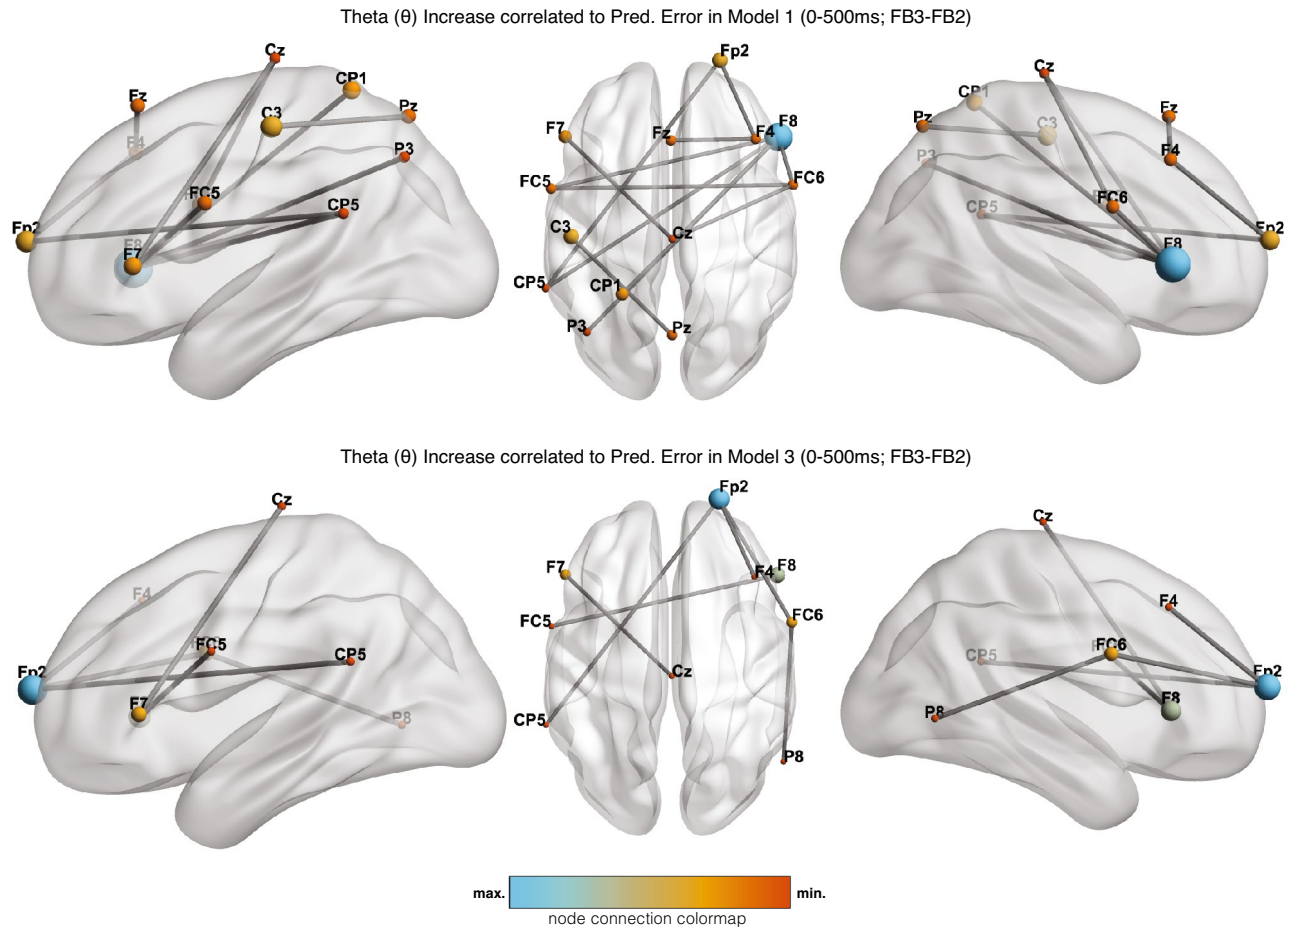 Theta (θ) Increase correlated to Pred. Error in Model 1 (0-500ms; FB3-FB2)
Cz
CP1
Fz
C3
Pz
F4
P3
FC5
CP5
Fp2
F8
F7
Fp2
F7
Fz
F4
F8
FC5
FC6
C3
Cz
CP5
CP1
P3
Pz
Cz
CP1
Fz
Pz
C3
F4
P3
FC6
CP5
Fp2
F8
Theta (θ) Increase correlated to Pred. Error in Model 3 (0-500ms; FB3-FB2)
Cz
F4
FC5
CP5
Fp2
F7
P8
Fp2
F7
F4
F8
FC5
FC6
Cz
CP5
P8
Cz
F4
FC6
CP5
Fp2
F8
P8
max.
min.
node connection colormap